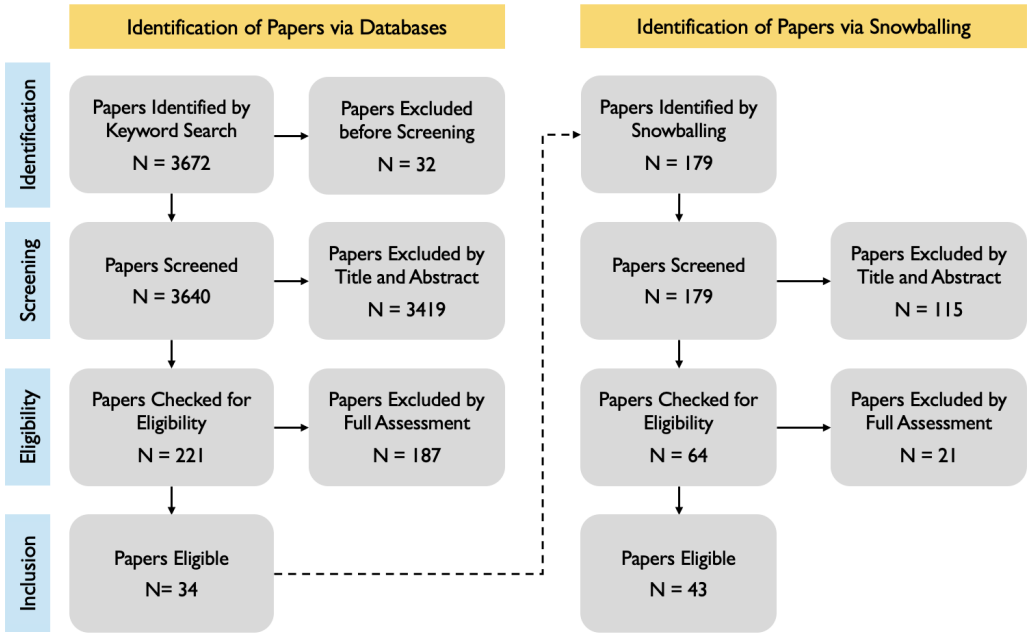 Identification of Papers via Databases
Identification of Papers via Snowballing
Identification
Papers Identified by
Keyword Search
N = 3672
Papers Excluded
before Screening
N = 32
Papers Identified by
Snowballing
N = 179
Screening
Papers Screened
N = 3640
Papers Excluded by
Title and Abstract
N = 3419
Papers Screened
N = 179
Papers Excluded by
Title and Abstract
N = 115
Eligibility
Papers Checked for
Eligibility
N = 221
Papers Excluded by
Full Assessment
N = 187
Papers Checked for
Eligibility
N = 64
Papers Excluded by
Full Assessment
N = 21
Inclusion
Papers Eligible
N= 34
Papers Eligible
N = 43